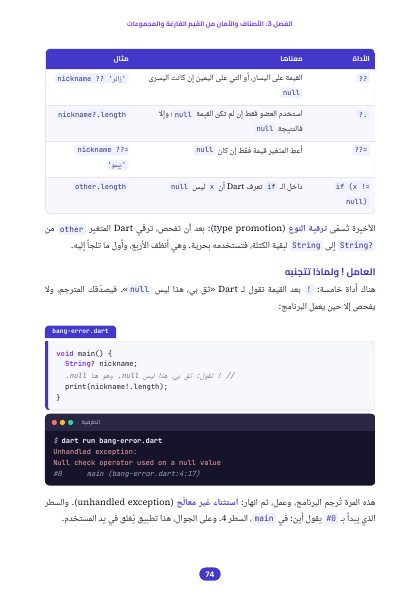 الفصل 3: الأصناف والأمان من القيم الفارغة والمجموعات
الأداة معناها مثال
?? القيمة على اليسار، أو التي على اليمين إن كانت اليسرى null nickname ?? 'زائر'
?. استخدم العضو فقط إن لم تكن القيمة null؛ وإلا فالنتيجة null nickname?.length
??= أعطِ المتغير قيمة فقط إن كان null nickname ??= 'نيمو'
if (x != null) داخل الـ if تعرف Dart أن x ليس null other.length
الأخيرة تُسمّى ترقية النوع (type promotion): بعد أن تفحص، ترقي Dart المتغير other من
String? إلى String لبقية الكتلة، فتستخدمه بحرية. وهي أنظف الأربع، وأول ما تلجأ إليه.
العامل ! ولماذا تتجنبه
هناك أداة خامسة: ! بعد القيمة تقول لـ Dart «ثق بي، هذا ليس null». فيصدّقك المترجم، ولا
يفحص إلا حين يعمل البرنامج:
bang-error.dart
void main() {
String? nickname;
// ! تقول: ثق بي، هذا ليس null. وهو هنا null.
print(nickname!.length);
}
الطرفية
$ dart run bang-error.dart
Unhandled exception:
Null check operator used on a null value
#0 main (bang-error.dart:4:17)
هذه المرة تُرجم البرنامج، وعمل، ثم انهار: استثناء غير معالَج (unhandled exception). والسطر
الذي يبدأ بـ #0 يقول أين: في main، السطر 4. وعلى الجوال، هذا تطبيق يُغلق في يد المستخدم.
74